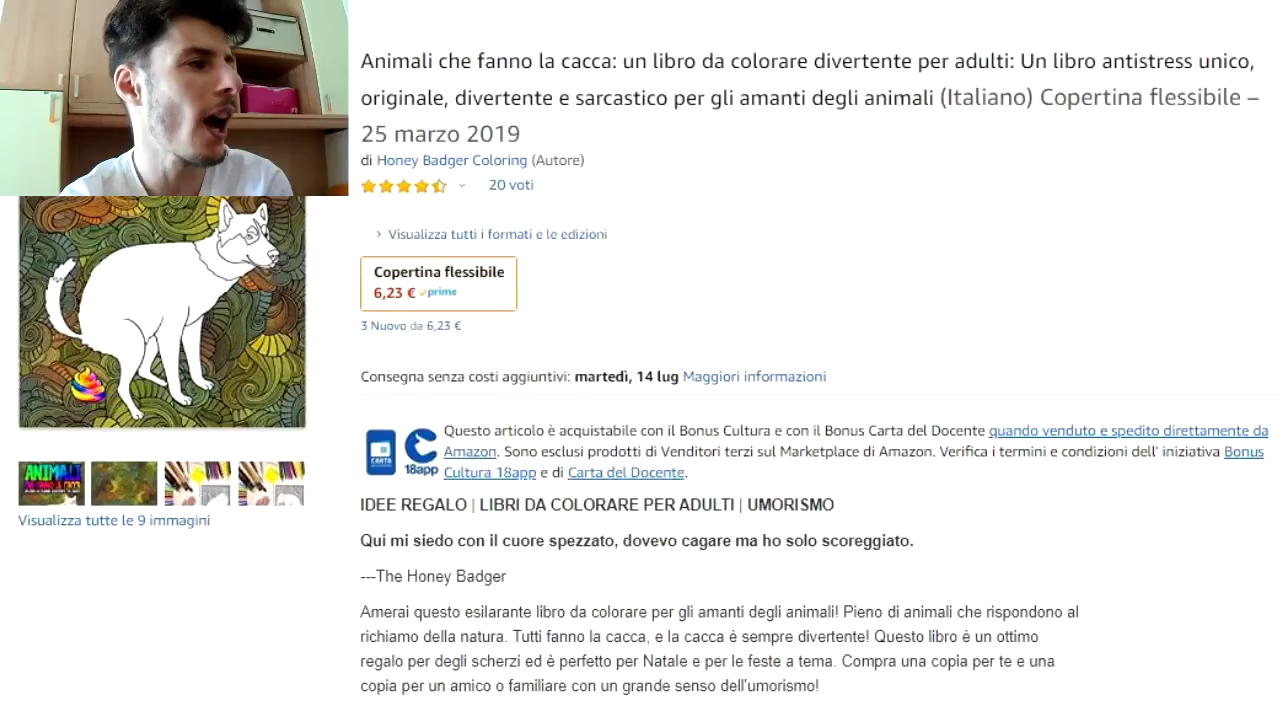 Animali che fanno la cacca: un libro da colorare divertente per adulti: Un libro antistress unico,
originale, divertente e sarcastico per gli amanti degli animali (Italiano) Copertina flessibile –
25 marzo 2019
di Honey Badger Coloring (Autore)
20 voti
Visualizza tutti i formati e le edizioni
Copertina flessibile
6,23 € prime
3 Nuovo da 6,23 €
Consegna senza costi aggiuntivi: martedì, 14 lug Maggiori informazioni
Questo articolo è acquistabile con il Bonus Cultura e con il Bonus Carta del Docente quando venduto e spedito direttamente da
Amazon. Sono esclusi prodotti di Venditori terzi sul Marketplace di Amazon. Verifica i termini e condizioni dell' iniziativa Bonus
Cultura 18app e di Carta del Docente.
CARTA
18app
ANIMALI
Visualizza tutte le 9 immagini
IDEE REGALO | LIBRI DA COLORARE PER ADULTI | UMORISMO
Qui mi siedo con il cuore spezzato, dovevo cagare ma ho solo scoreggiato.
---The Honey Badger
Amerai questo esilarante libro da colorare per gli amanti degli animali! Pieno di animali che rispondono al
richiamo della natura. Tutti fanno la cacca, e la cacca è sempre divertente! Questo libro è un ottimo
regalo per degli scherzi ed è perfetto per Natale e per le feste a tema. Compra una copia per te e una
copia per un amico o familiare con un grande senso dell'umorismo!